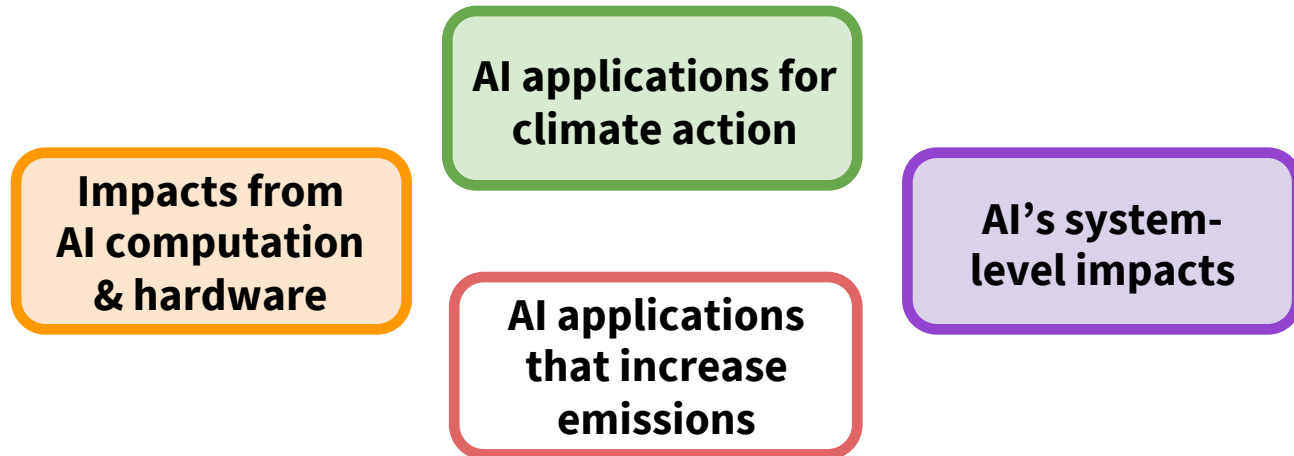 AI applications for
climate action
Impacts from
AI computation
& hardware
AI’s system-
level impacts
AI applications
that increase
emissions